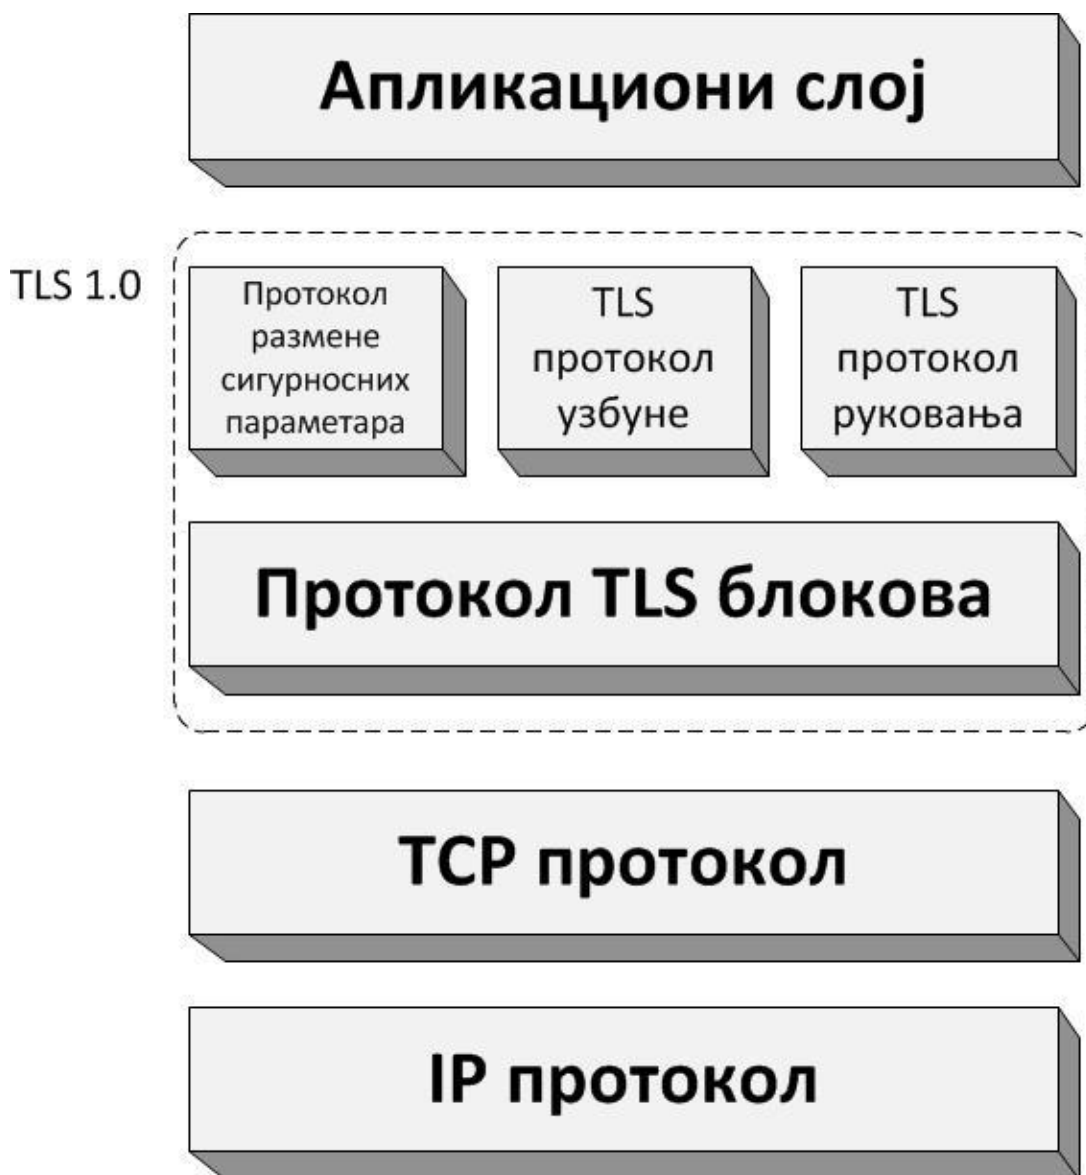 Апликациони слој
TLS 1.0
Протокол
размене
сигурносних
параметара
TLS
протокол
узбуне
TLS
протокол
руковања
Протокол TLS блокова
TCP протокол
IP протокол